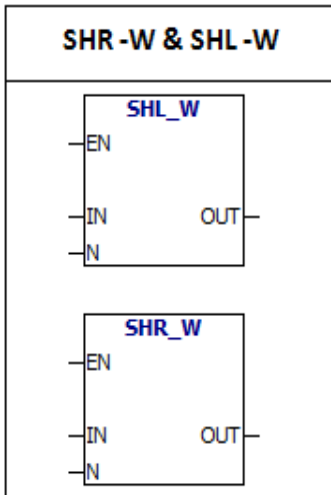 SHR -W & SHL -W
SHL_W
EN
IN OUT
N
SHR_W
EN
IN OUT
N